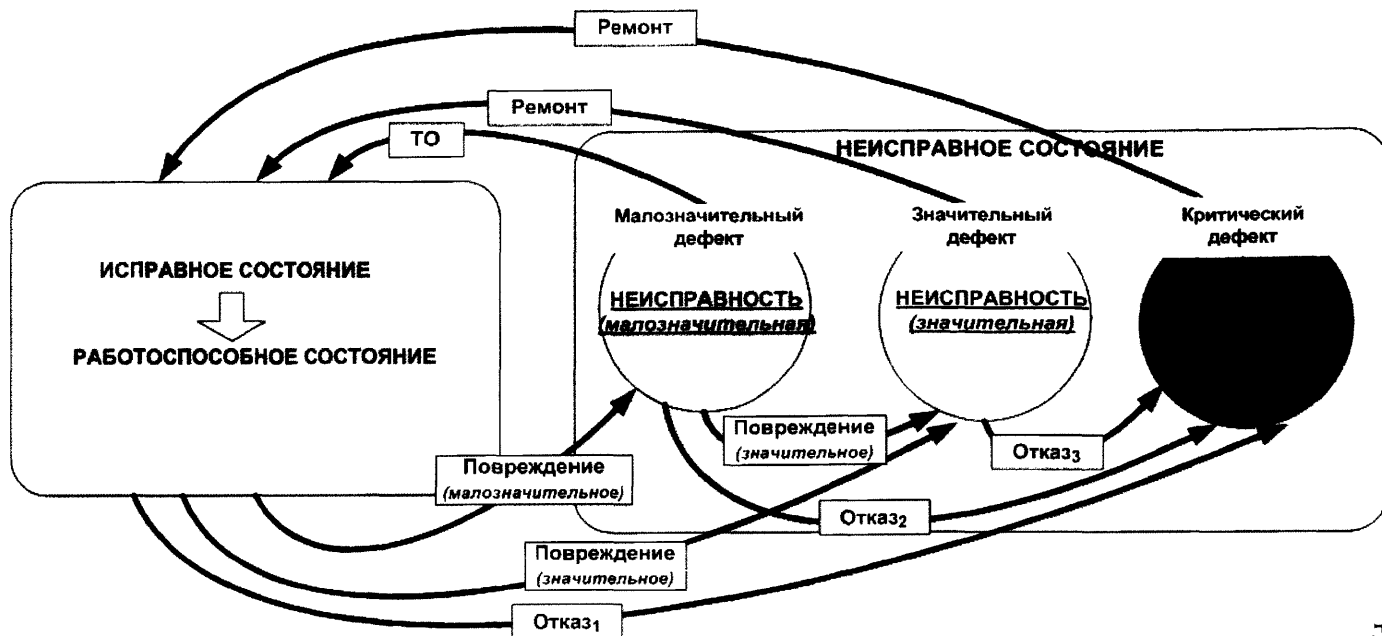 Ремонт
Ремонт
ТО
НЕИСПРАВНОЕ СОСТОЯНИЕ
Малозначительный
дефект
Значительный
дефект
Критический
дефект
ИСПРАВНОЕ СОСТОЯНИЕ
РАБОТОСПОСОБНОЕ СОСТОЯНИЕ
НЕИСПРАВНОСТЬ
(малозначительная)
НЕИСПРАВНОСТЬ
(значительная)
Повреждение
(значительное)
Отказ3
Повреждение
(малозначительное)
Отказ2
Повреждение
(значительное)
Отказ1